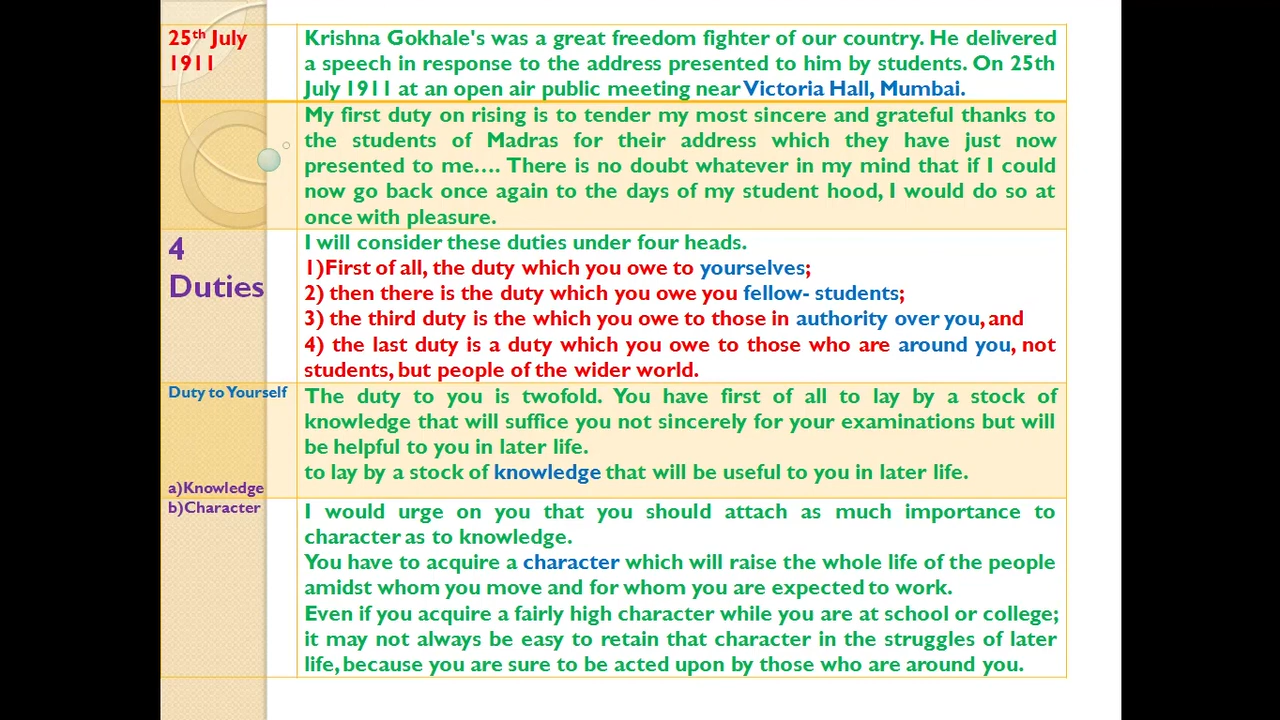 25th July
1911
Krishna Gokhale's was a great freedom fighter of our country. He delivered
a speech in response to the address presented to him by students. On 25th
July 1911 at an open air public meeting near Victoria Hall, Mumbai.
My first duty on rising is to tender my most sincere and grateful thanks to
the students of Madras for their address which they have just now
presented to me.... There is no doubt whatever in my mind that if I could
now go back once again to the days of my student hood, I would do so at
once with pleasure.
4
Duties
I will consider these duties under four heads.
1)First of all, the duty which you owe to yourselves;
2) then there is the duty which you owe you fellow- students;
3) the third duty is the which you owe to those in authority over you, and
4) the last duty is a duty which you owe to those who are around you, not
students, but people of the wider world.
Duty to Yourself
The duty to you is twofold. You have first of all to lay by a stock of
knowledge that will suffice you not sincerely for your examinations but will
be helpful to you in later life.
to lay by a stock of knowledge that will be useful to you in later life.
a)Knowledge
b)Character
I would urge on you that you should attach as much importance to
character as to knowledge.
You have to acquire a character which will raise the whole life of the people
amidst whom you move and for whom you are expected to work.
Even if you acquire a fairly high character while you are at school or college;
it may not always be easy to retain that character in the struggles of later
life, because you are sure to be acted upon by those who are around you.